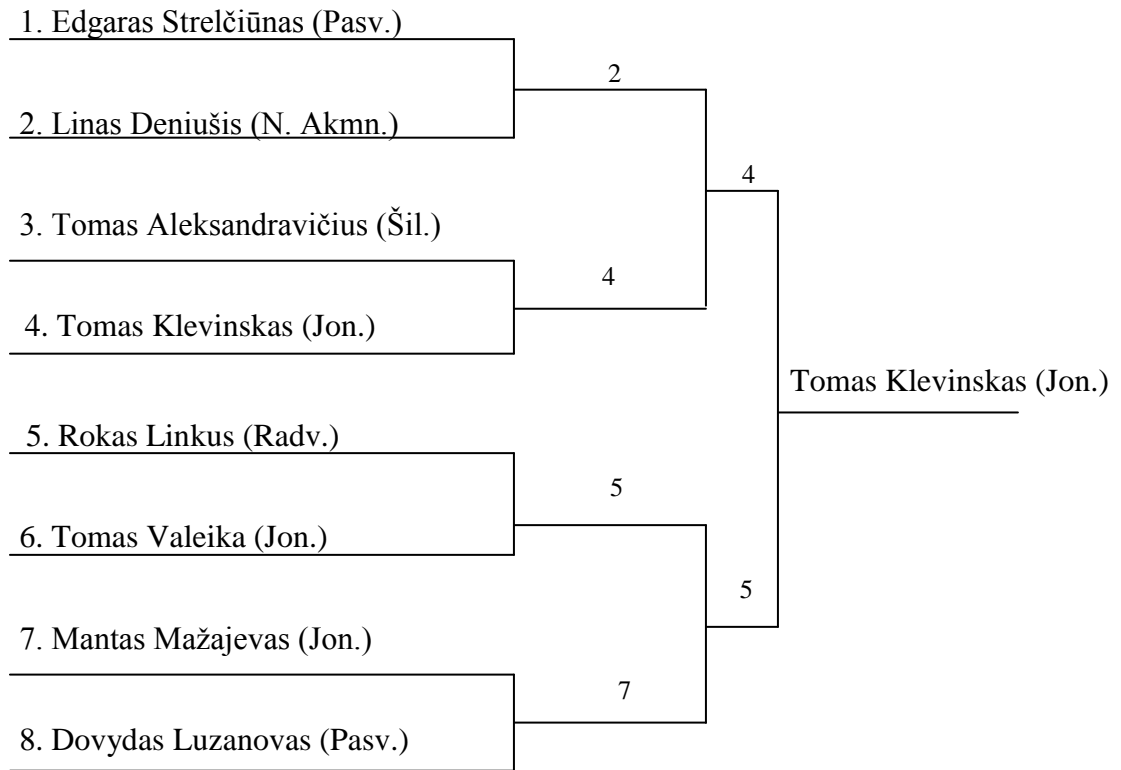 1. Edgaras Strelčiūnas (Pasv.)
2
2. Linas Deniušis (N. Akmn.)
4
3. Tomas Aleksandravičius (Šil.)
4
4. Tomas Klevinskas (Jon.)
Tomas Klevinskas (Jon.)
5. Rokas Linkus (Radv.)
5
6. Tomas Valeika (Jon.)
5
7. Mantas Mažajevas (Jon.)
7
8. Dovydas Luzanovas (Pasv.)